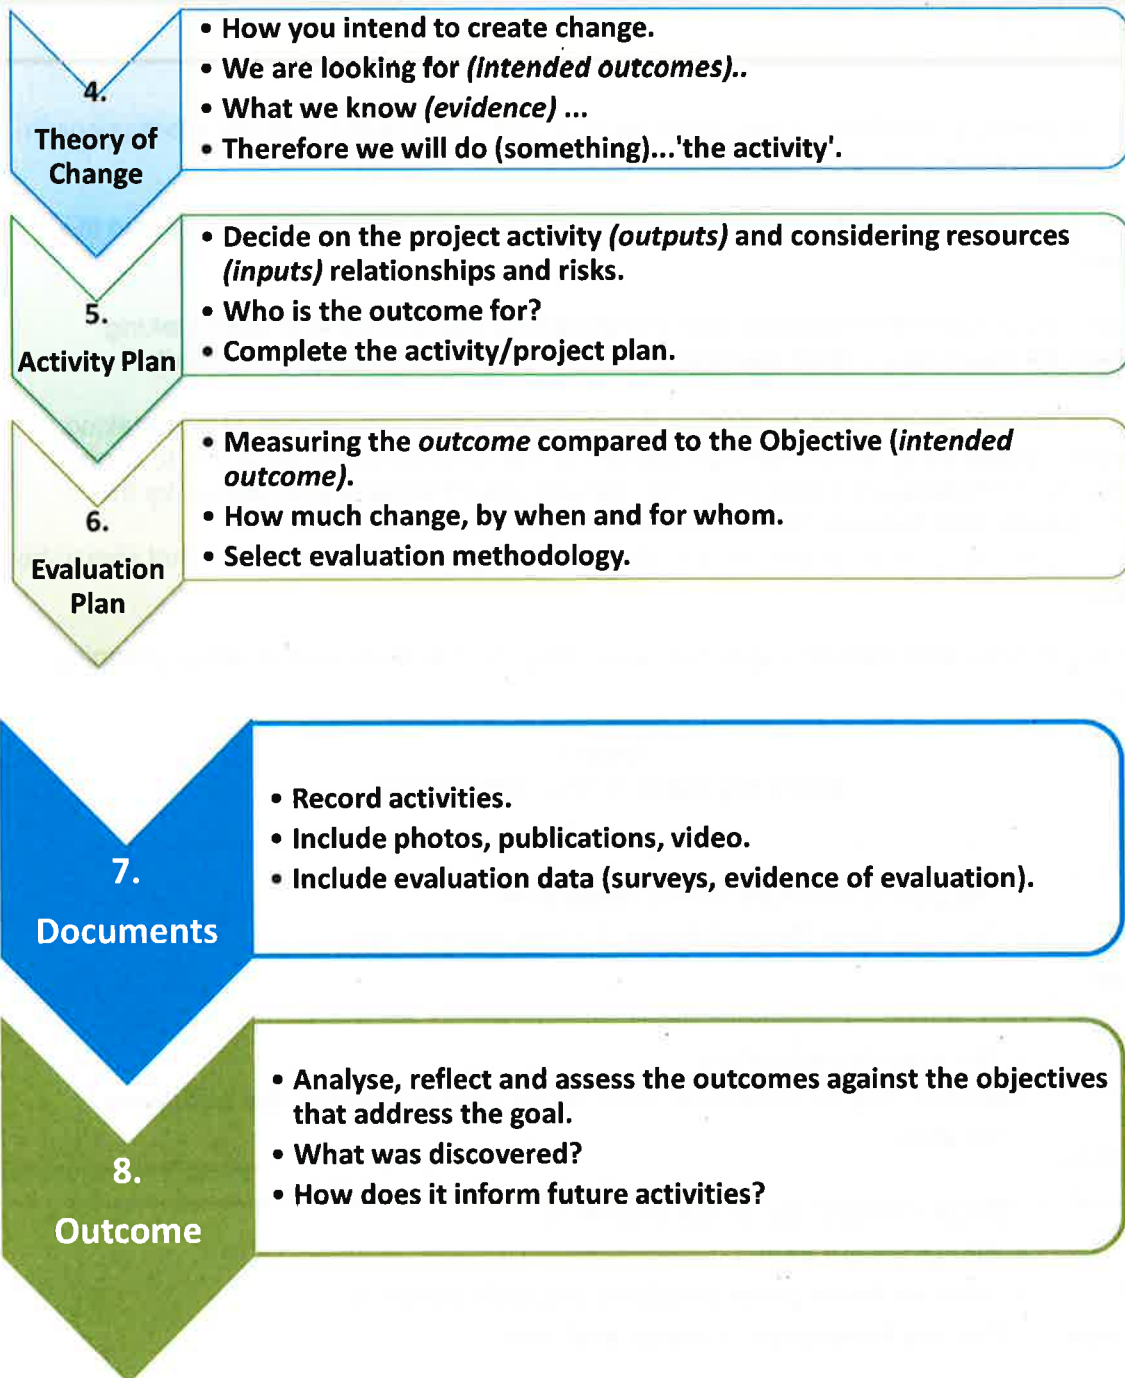 4.
Theory of
Change
• How you intend to create change.
• We are looking for (intended outcomes)..
• What we know (evidence) ...
• Therefore we will do (something)...'the activity'.
5.
Activity Plan
• Decide on the project activity (outputs) and considering resources
(inputs) relationships and risks.
• Who is the outcome for?
• Complete the activity/project plan.
6.
Evaluation
Plan
• Measuring the outcome compared to the Objective (intended
outcome).
• How much change, by when and for whom.
• Select evaluation methodology.
7.
Documents
• Record activities.
• Include photos, publications, video.
• Include evaluation data (surveys, evidence of evaluation).
8.
Outcome
• Analyse, reflect and assess the outcomes against the objectives
that address the goal.
• What was discovered?
• How does it inform future activities?